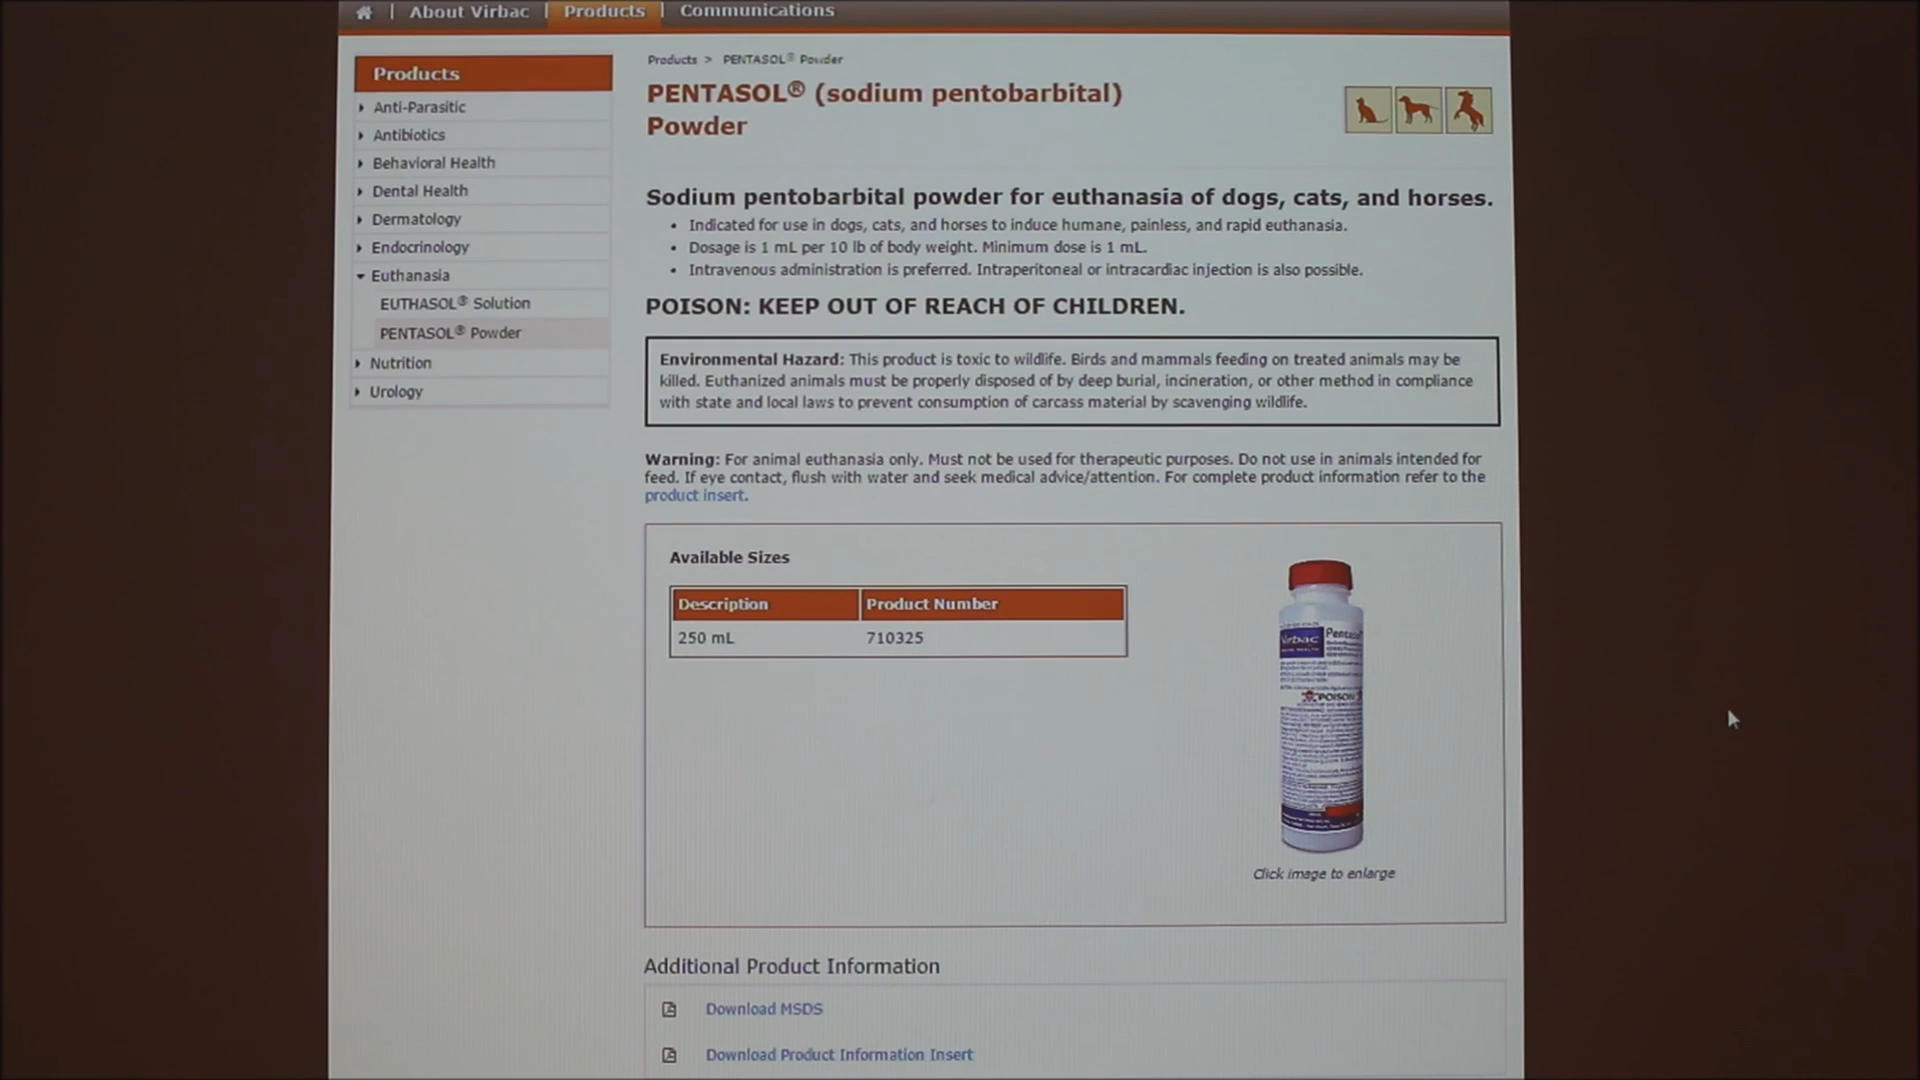 About Virbac | Products | Communications
Products
Anti-Parasitic
Antibiotics
Behavioral Health
Dental Health
Dermatology
Endocrinology
Euthanasia
EUTHASOL® Solution
PENTASOL® Powder
Nutrition
Urology
Products > PENTASOL® Powder
PENTASOL® (sodium pentobarbital)
Powder
Sodium pentobarbital powder for euthanasia of dogs, cats, and horses.
• Indicated for use in dogs, cats, and horses to induce humane, painless, and rapid euthanasia.
• Dosage is 1 mL per 10 lb of body weight. Minimum dose is 1 mL.
• Intravenous administration is preferred. Intraperitoneal or intracardiac injection is also possible.
POISON: KEEP OUT OF REACH OF CHILDREN.
Environmental Hazard: This product is toxic to wildlife. Birds and mammals feeding on treated animals may be
killed. Euthanized animals must be properly disposed of by deep burial, incineration, or other method in compliance
with state and local laws to prevent consumption of carcass material by scavenging wildlife.
Warning: For animal euthanasia only. Must not be used for therapeutic purposes. Do not use in animals intended for
feed. If eye contact, flush with water and seek medical advice/attention. For complete product information refer to the
product insert.
Available Sizes
Description Product Number
250 mL 710325
Virbac
POISON
Click image to enlarge
Additional Product Information
Download MSDS
Download Product Information Insert